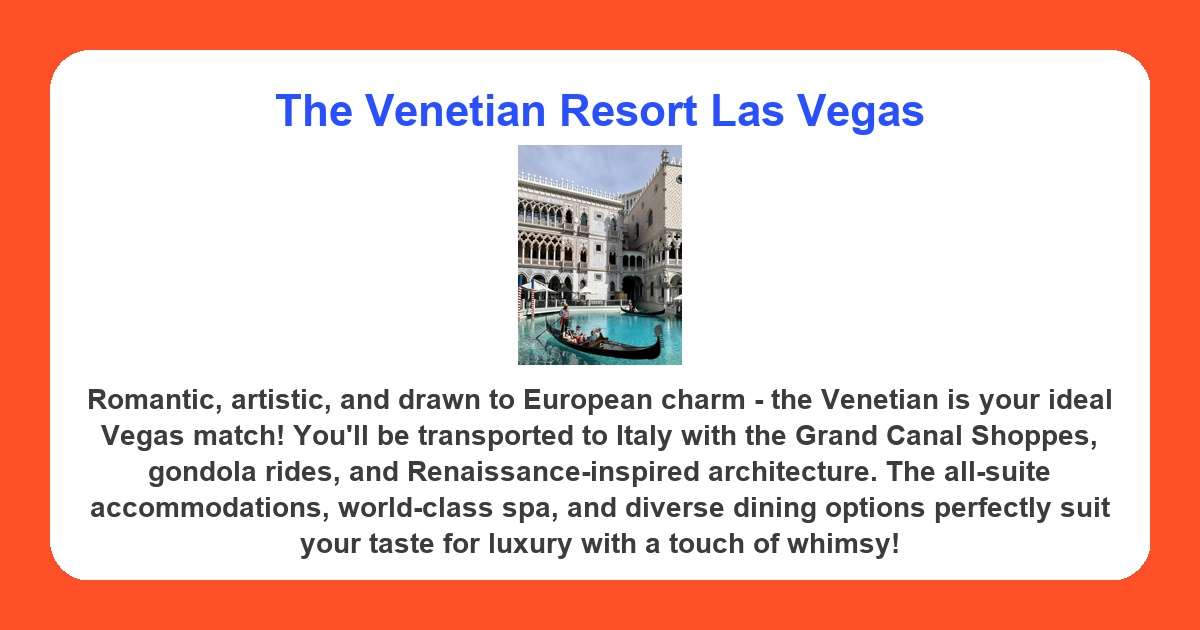 The Venetian Resort Las Vegas
Romantic, artistic, and drawn to European charm - the Venetian is your ideal
Vegas match! You'll be transported to Italy with the Grand Canal Shoppes,
gondola rides, and Renaissance-inspired architecture. The all-suite
accommodations, world-class spa, and diverse dining options perfectly suit
your taste for luxury with a touch of whimsy!